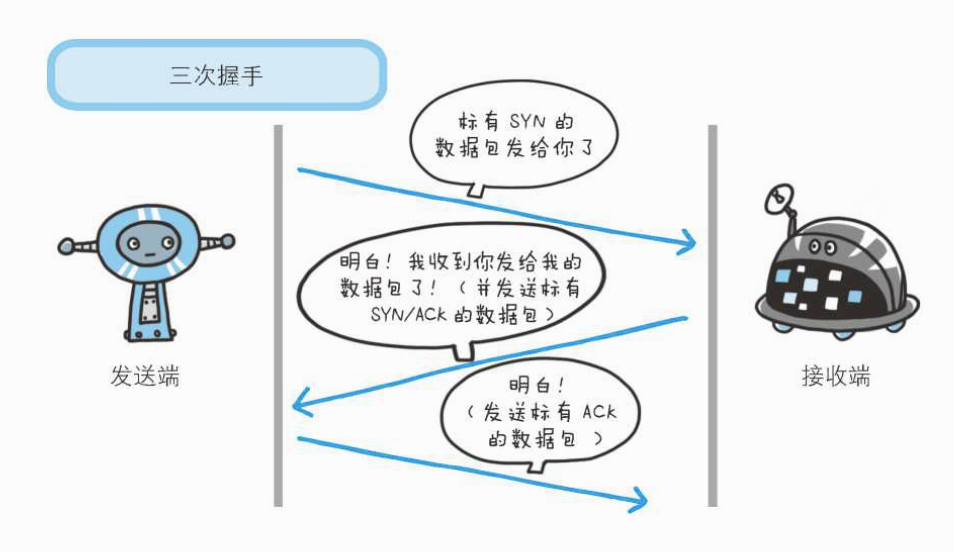 三次握手
标有 SYN 的
数据包发给你了
明白！我收到你发给我的
数据包了！（并发送标有
SYN/ACK 的数据包）
发送端
接收端
明白！
（发送标有 ACK
的数据包）